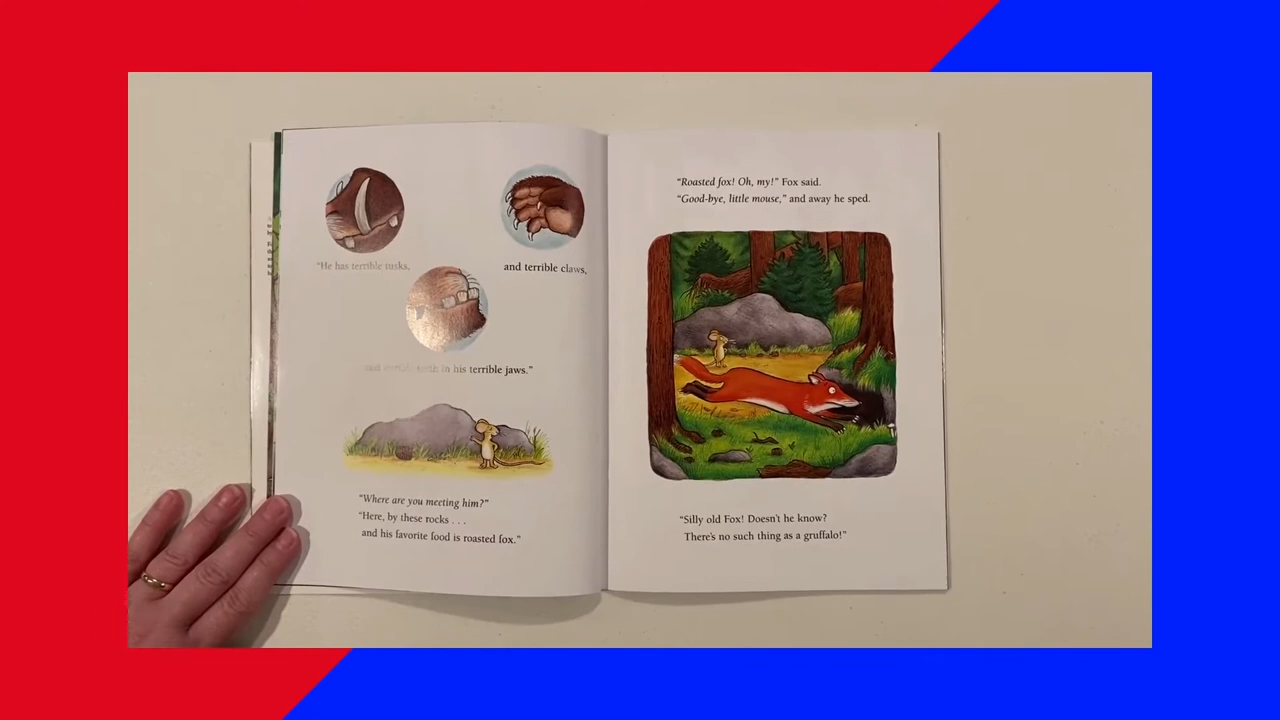 "He has terrible tusks,
and terrible claws,
teeth in his terrible jaws."
"Where are you meeting him?"
"Here, by these rocks . . .
and his favorite food is roasted fox."
"Roasted fox! Oh, my!" Fox said.
"Good-bye, little mouse," and away he sped.
"Silly old Fox! Doesn't he know?
There's no such thing as a gruffalo!"